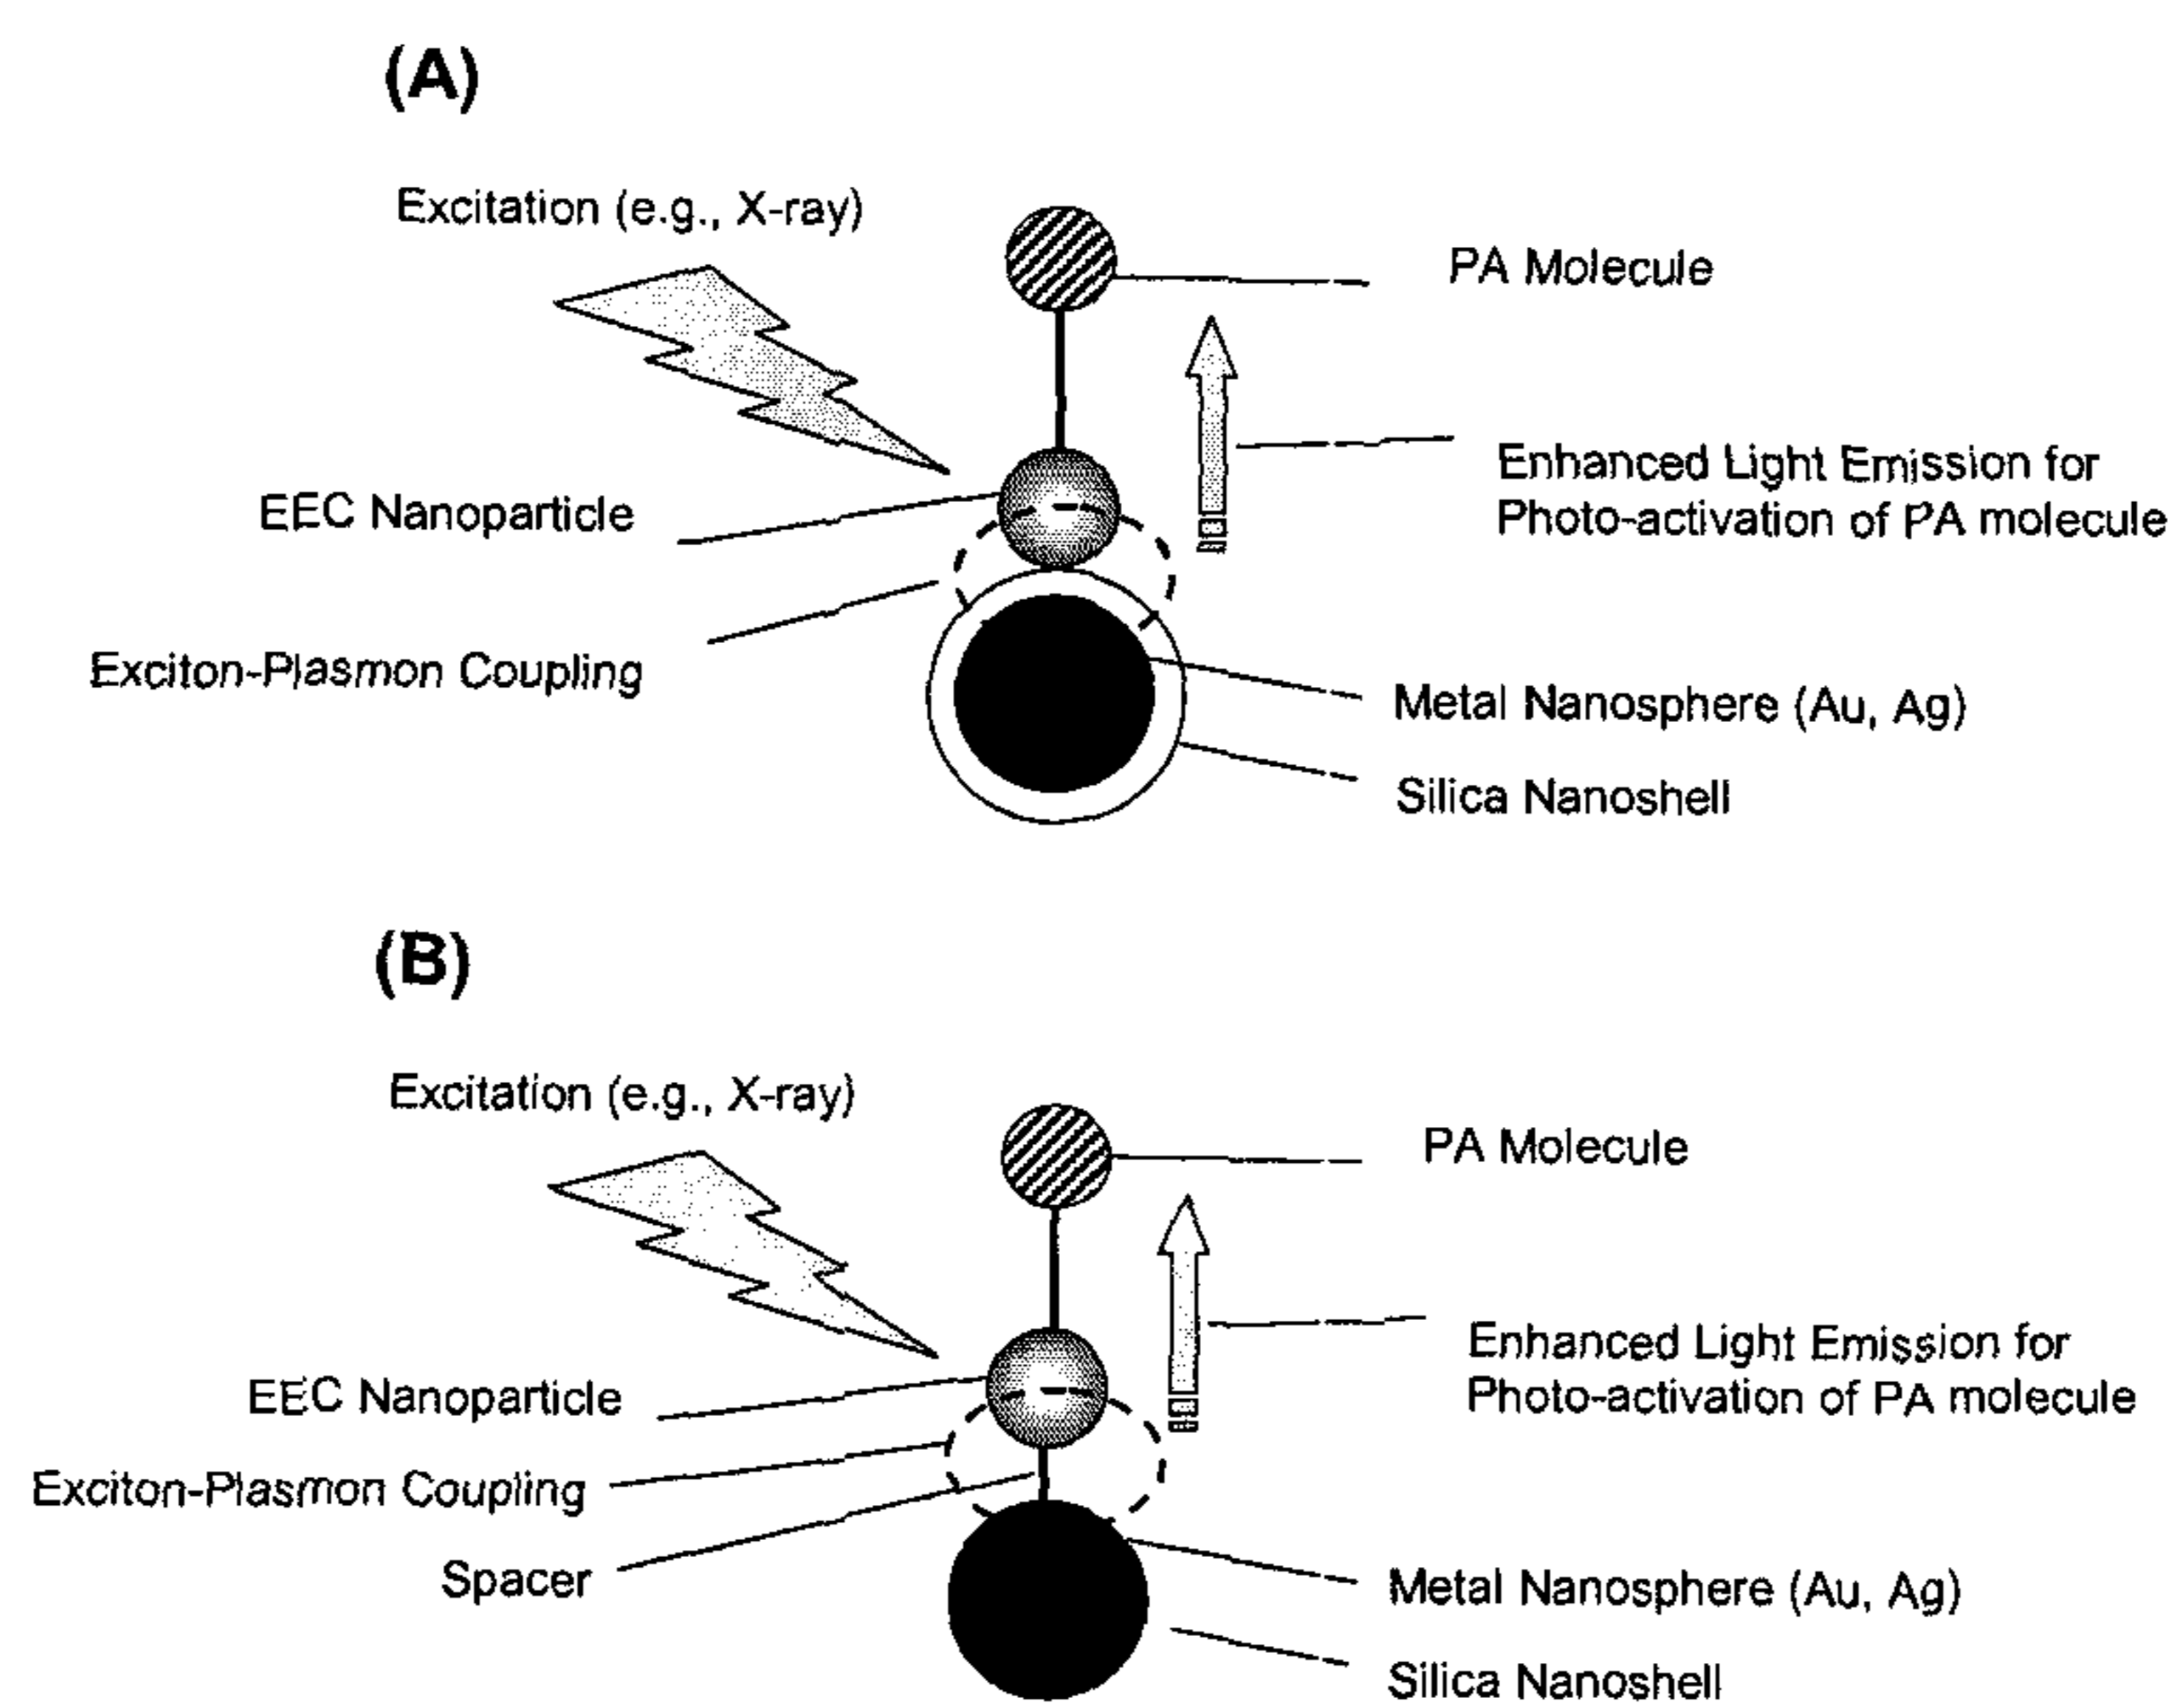 (A)
Excitation (e.g., X-ray)
PA Molecule
Enhanced Light Emission for
Photo-activation of PA molecule
EEC Nanoparticle
Exciton-Plasmon Coupling
Metal Nanosphere (Au, Ag)
Silica Nanoshell
(B)
Excitation (e.g., X-ray)
PA Molecule
Enhanced Light Emission for
Photo-activation of PA molecule
EEC Nanoparticle
Exciton-Plasmon Coupling
Spacer
Metal Nanosphere (Au, Ag)
Silica Nanoshell